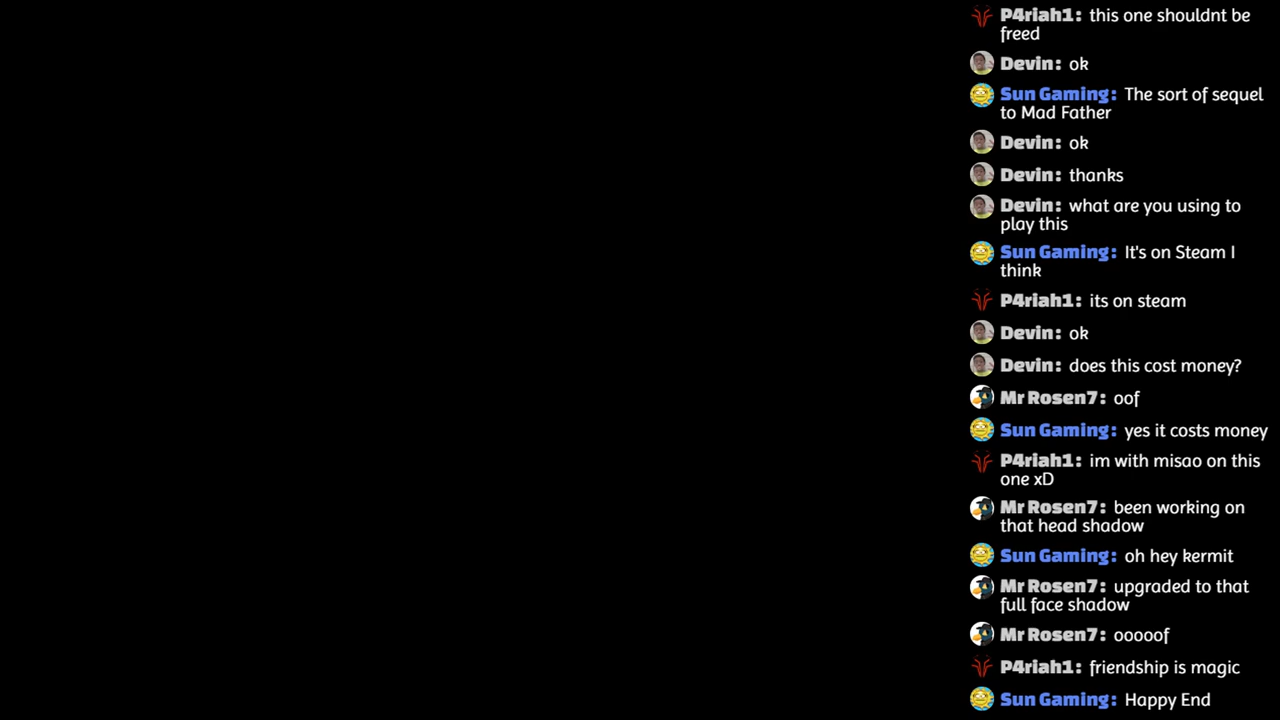 P4riah1: this one shouldnt be
freed
Devin: ok
Sun Gaming: The sort of sequel
to Mad Father
Devin: ok
Devin: thanks
Devin: what are you using to
play this
Sun Gaming: It's on Steam I
think
P4riah1: its on steam
Devin: ok
Devin: does this cost money?
Mr Rosen7: oof
Sun Gaming: yes it costs money
P4riah1: im with misao on this
one xD
Mr Rosen7: been working on
that head shadow
Sun Gaming: oh hey kermit
Mr Rosen7: upgraded to that
full face shadow
Mr Rosen7: ooooof
P4riah1: friendship is magic
Sun Gaming: Happy End